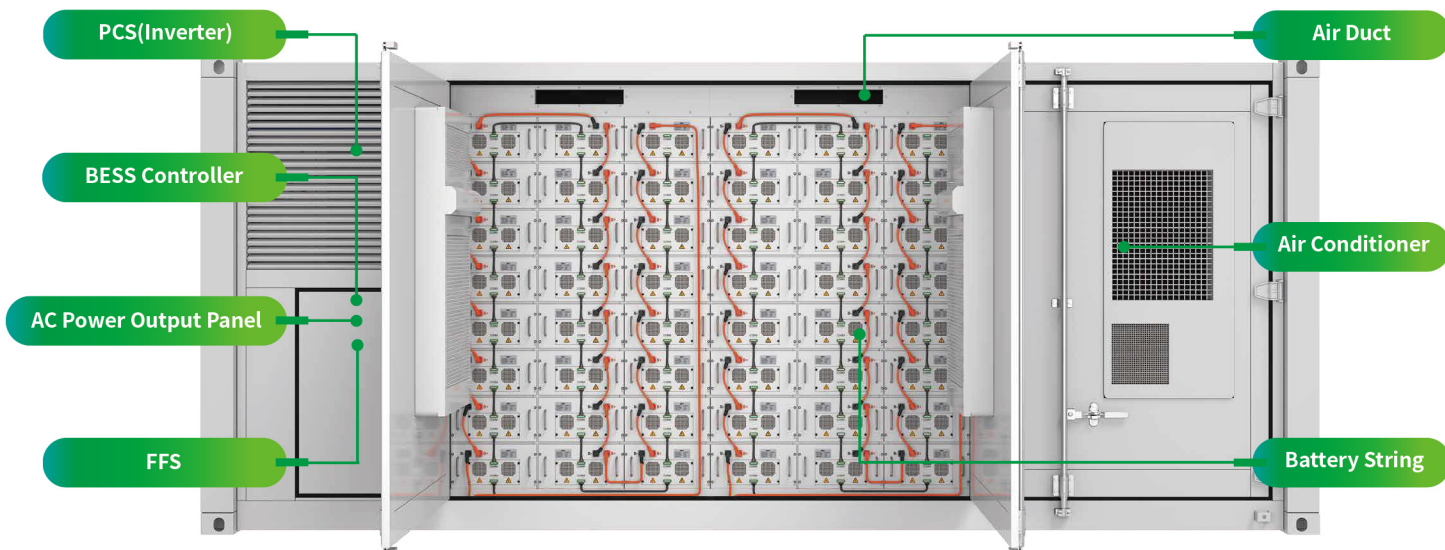 PCS(Inverter)
Air Duct
BESS Controller
Air Conditioner
AC Power Output Panel
FFS
Battery String